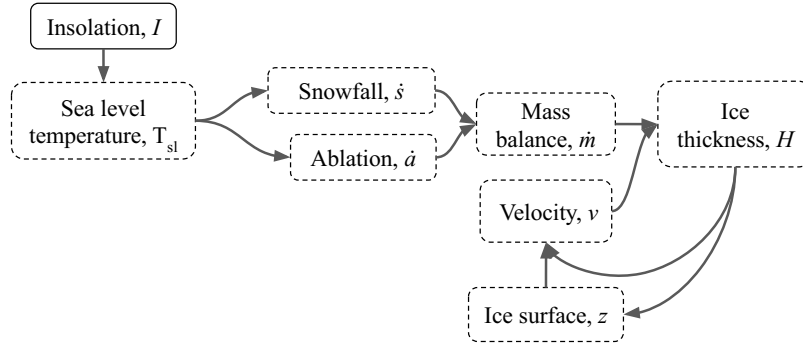 Insolation, I
Sea level
temperature, T_sl
Snowfall, ṡ
Ablation, ȧ
Mass
balance, ṁ
Ice
thickness, H
Velocity, v
Ice surface, z